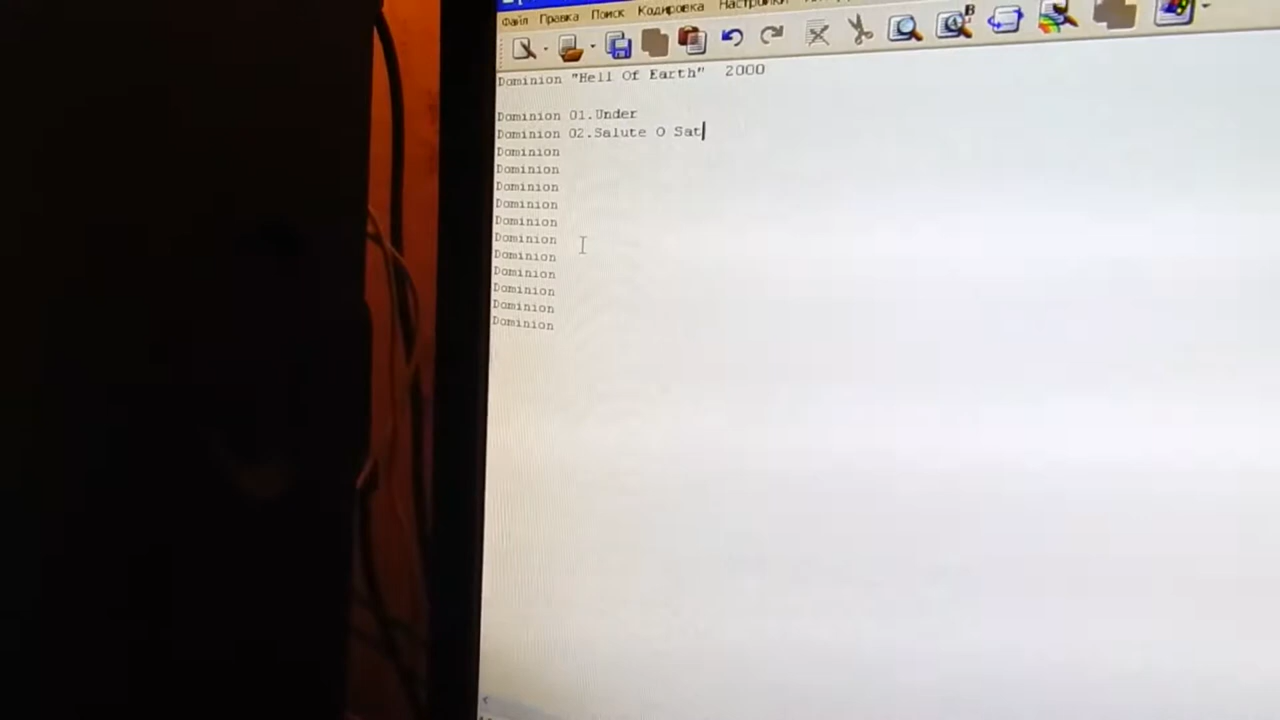 Файл Правка Поиск Кодировка Настройки
Dominion "Hell Of Earth" 2000
Dominion 01.Under
Dominion 02.Salute O Sat
Dominion
Dominion
Dominion
Dominion
Dominion
Dominion
Dominion
Dominion
Dominion
Dominion
Dominion